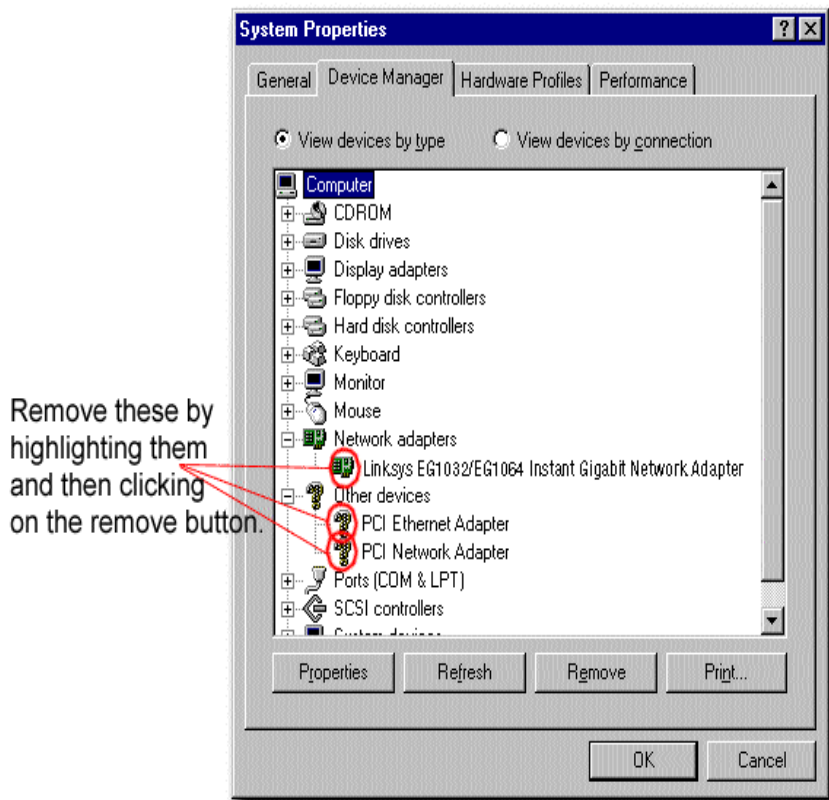 System Properties
General Device Manager Hardware Profiles Performance
View devices by type View devices by connection
Computer
CDROM
Disk drives
Display adapters
Floppy disk controllers
Hard disk controllers
Keyboard
Monitor
Mouse
Network adapters
Linksys EG1032/EG1064 Instant Gigabit Network Adapter
Other devices
PCI Ethernet Adapter
PCI Network Adapter
Ports (COM & LPT)
SCSI controllers
System devices
Remove these by
highlighting them
and then clicking
on the remove button.
Properties Refresh Remove Print...
OK Cancel